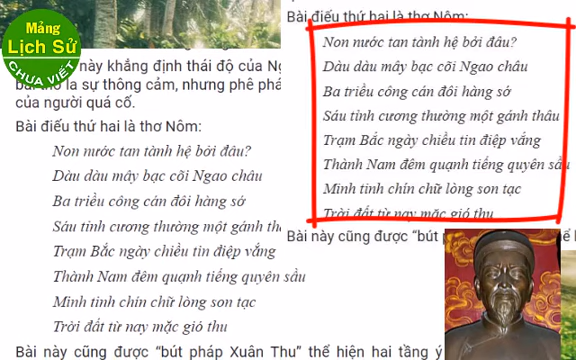 Mảng
Lịch Sử
CHƯA VIẾT
này khẳng định thái độ của Ng
là sự thông cảm, nhưng phê phá
của người quá cố.
Bài điếu thứ hai là thơ Nôm:
Non nước tan tành hệ bởi đâu?
Dàu dàu mây bạc cõi Ngao châu
Ba triều công cán đôi hàng sớ
Sáu tỉnh cương thường một gánh th
Trạm Bắc ngày chiều tin điệp vắng
Thành Nam đêm quạnh tiếng quyên sầu
Minh tinh chín chữ lòng son tạc
Trời đất từ nay mặc gió thu
Bài này cũng được “bút pháp Xuân Thu” thể hiện hai tầng ý
Bài điếu thứ hai là thơ Nôm:
Non nước tan tành hệ bởi đâu?
Dàu dàu mây bạc cõi Ngao châu
Ba triều công cán đôi hàng sớ
Sáu tỉnh cương thường một gánh thâu
Trạm Bắc ngày chiều tin điệp vắng
Thành Nam đêm quạnh tiếng quyên sầu
Minh tinh chín chữ lòng son tạc
Trời đất từ nay mặc gió thu
Bài này cũng được “bút